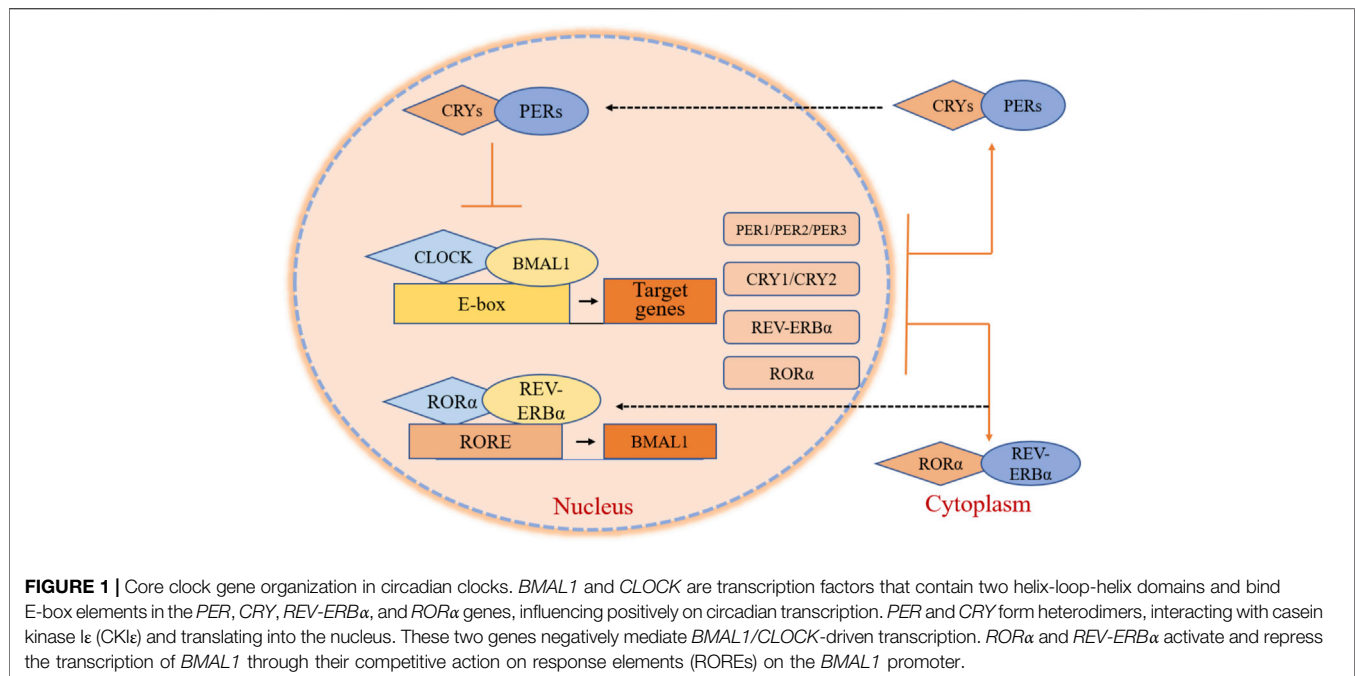 CRYs PERs
CRYs PERs
CLOCK
BMAL1
E-box
Target
genes
PER1/PER2/PER3
CRY1/CRY2
REV-ERBα
RORα
RORα
REV-
ERBα
RORE
BMAL1
RORα
REV-
ERBα
Nucleus
Cytoplasm
FIGURE 1 | Core clock gene organization in circadian clocks. BMAL1 and CLOCK are transcription factors that contain two helix-loop-helix domains and bind
E-box elements in the PER, CRY, REV-ERBα, and RORα genes, influencing positively on circadian transcription. PER and CRY form heterodimers, interacting with casein
kinase Iε (CKIε) and translating into the nucleus. These two genes negatively mediate BMAL1/CLOCK-driven transcription. RORα and REV-ERBα activate and repress
the transcription of BMAL1 through their competitive action on response elements (ROREs) on the BMAL1 promoter.